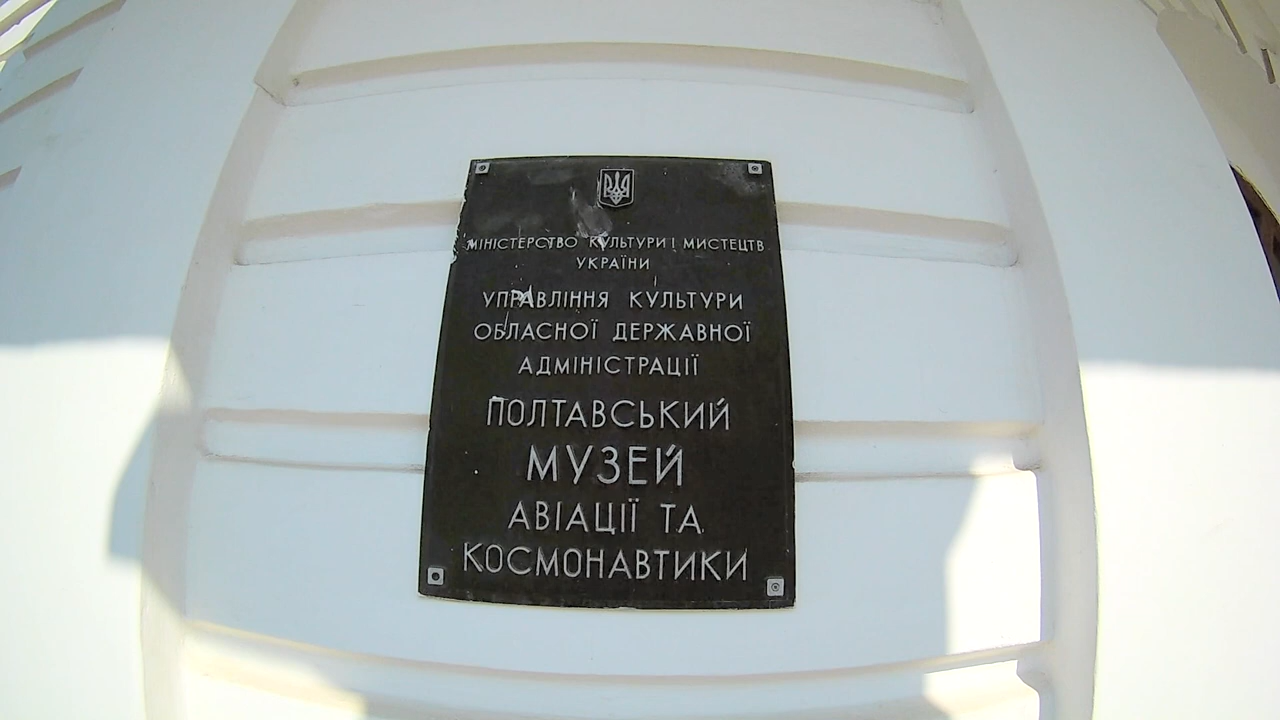 МІНІСТЕРСТВО КУЛЬТУРИ І МИСТЕЦТВ
УКРАЇНИ
УПРАВЛІННЯ КУЛЬТУРИ
ОБЛАСНОЇ ДЕРЖАВНОЇ
АДМІНІСТРАЦІЇ
ПОЛТАВСЬКИЙ
МУЗЕЙ
АВІАЦІЇ ТА
КОСМОНАВТИКИ